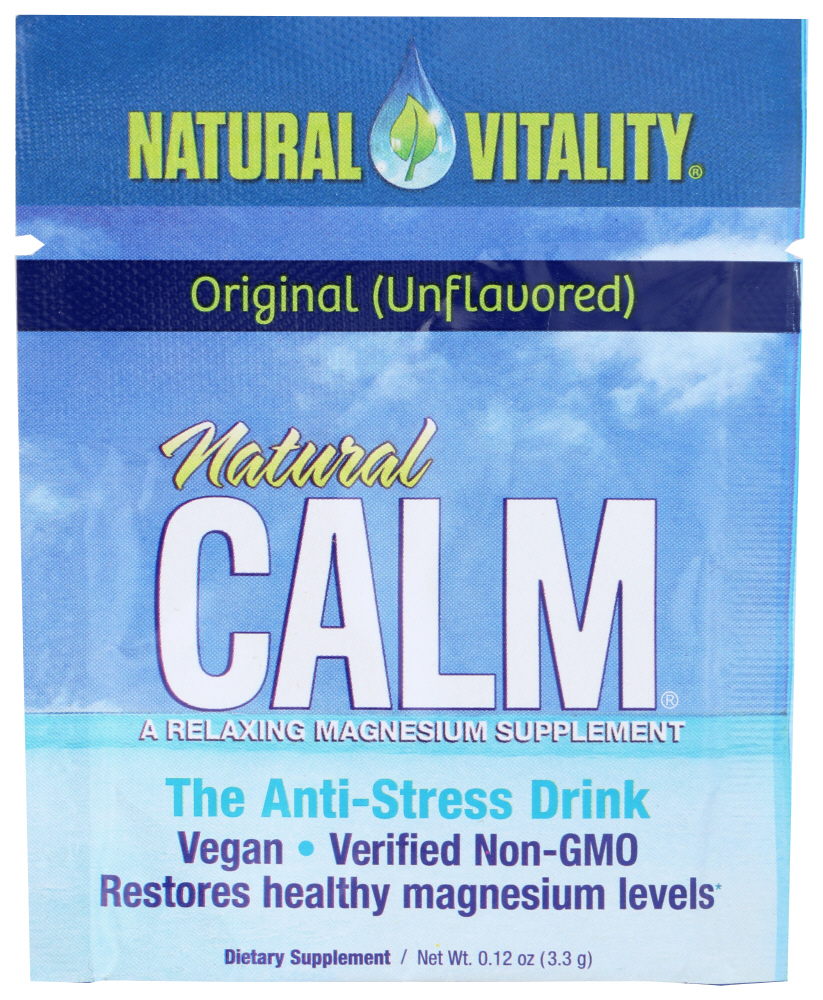 NATURAL VITALITY®
Original (Unflavored)
Natural
CALM®
A RELAXING MAGNESIUM SUPPLEMENT
The Anti-Stress Drink
Vegan • Verified Non-GMO
Restores healthy magnesium levels*
Dietary Supplement / Net Wt. 0.12 oz (3.3 g)